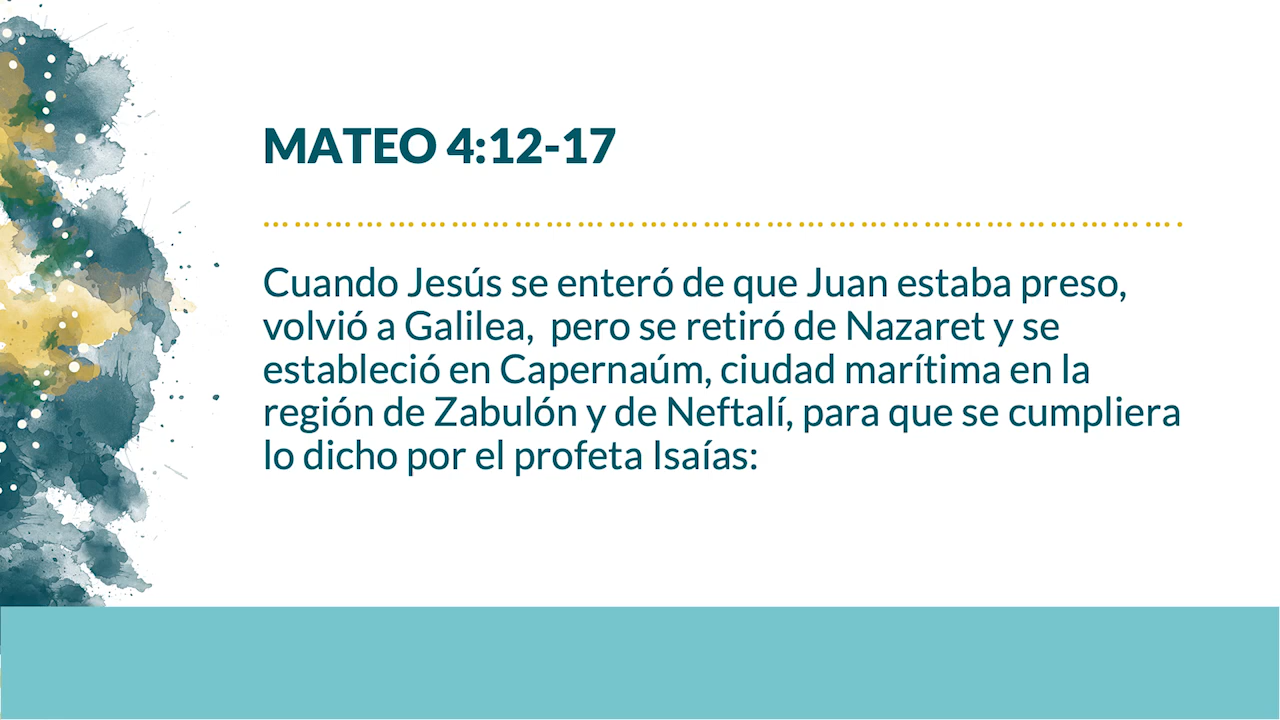 MATEO 4:12-17
Cuando Jesús se enteró de que Juan estaba preso,
volvió a Galilea,  pero se retiró de Nazaret y se
estableció en Capernaúm, ciudad marítima en la
región de Zabulón y de Neftalí, para que se cumpliera
lo dicho por el profeta Isaías: